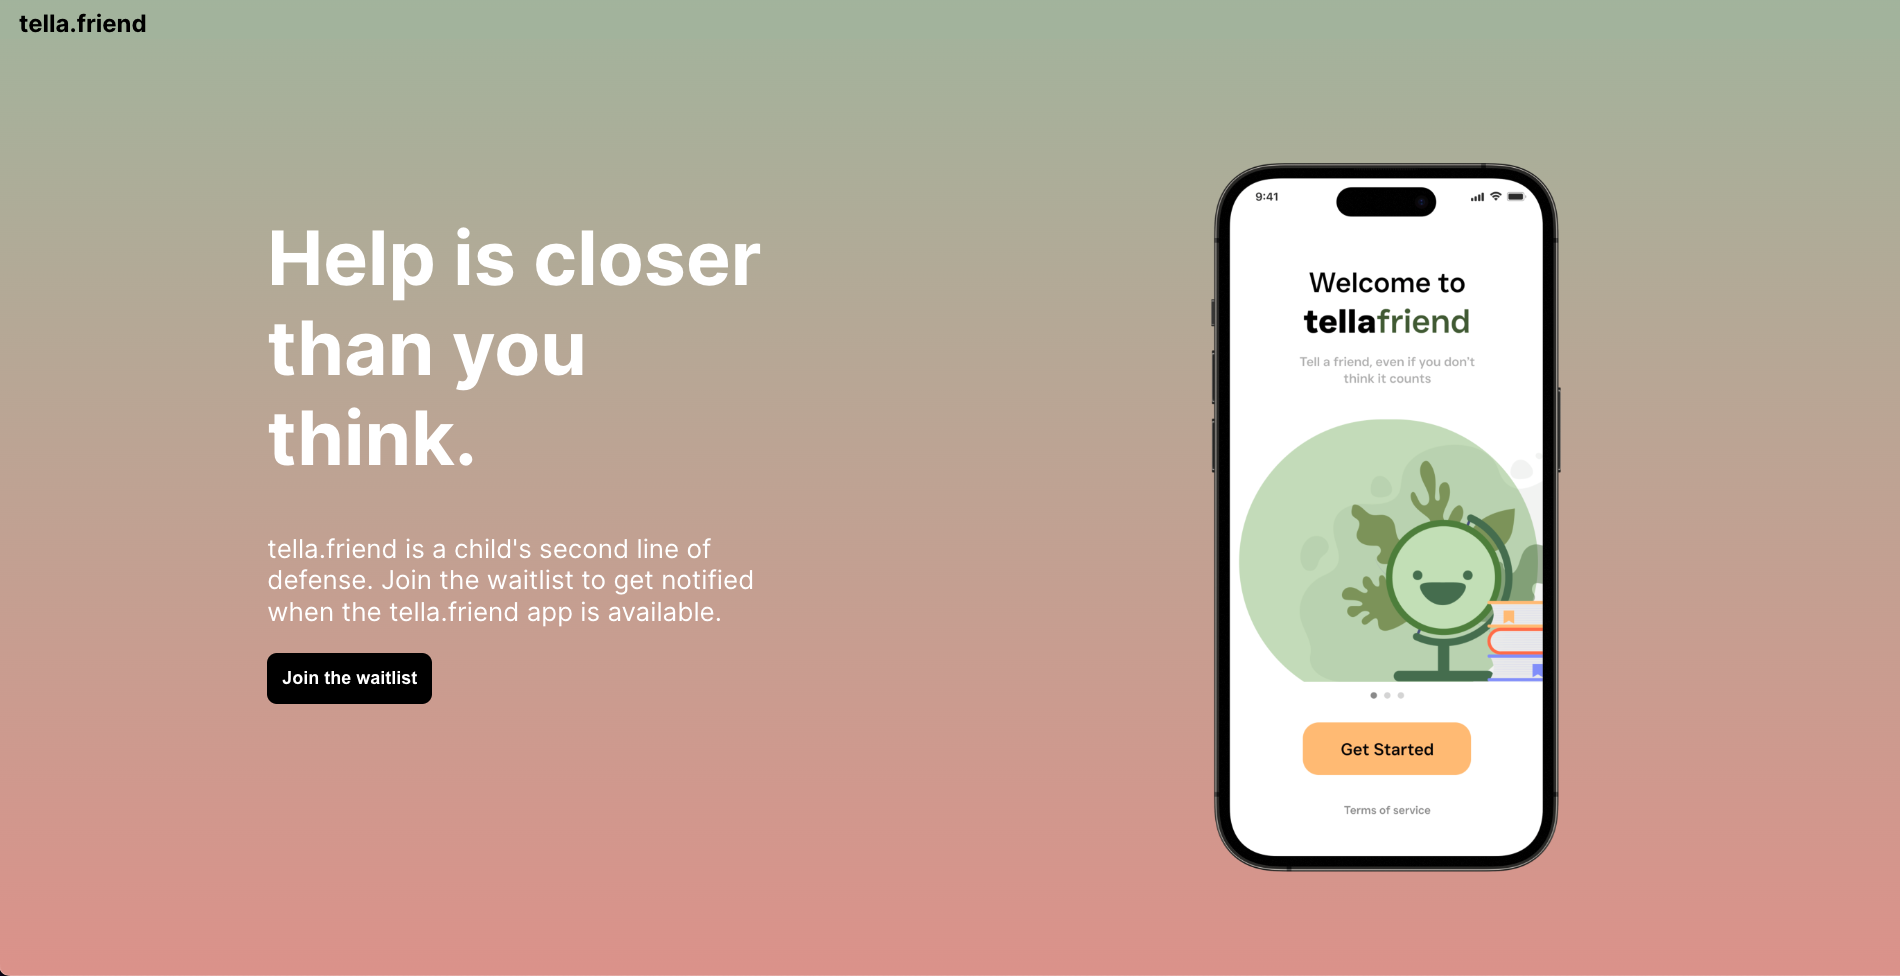 tella.friend
Help is closer
than you
think.
tella.friend is a child's second line of
defense. Join the waitlist to get notified
when the tella.friend app is available.
Join the waitlist
9:41
Welcome to
tellafriend
Tell a friend, even if you don't
think it counts
Get Started
Terms of service